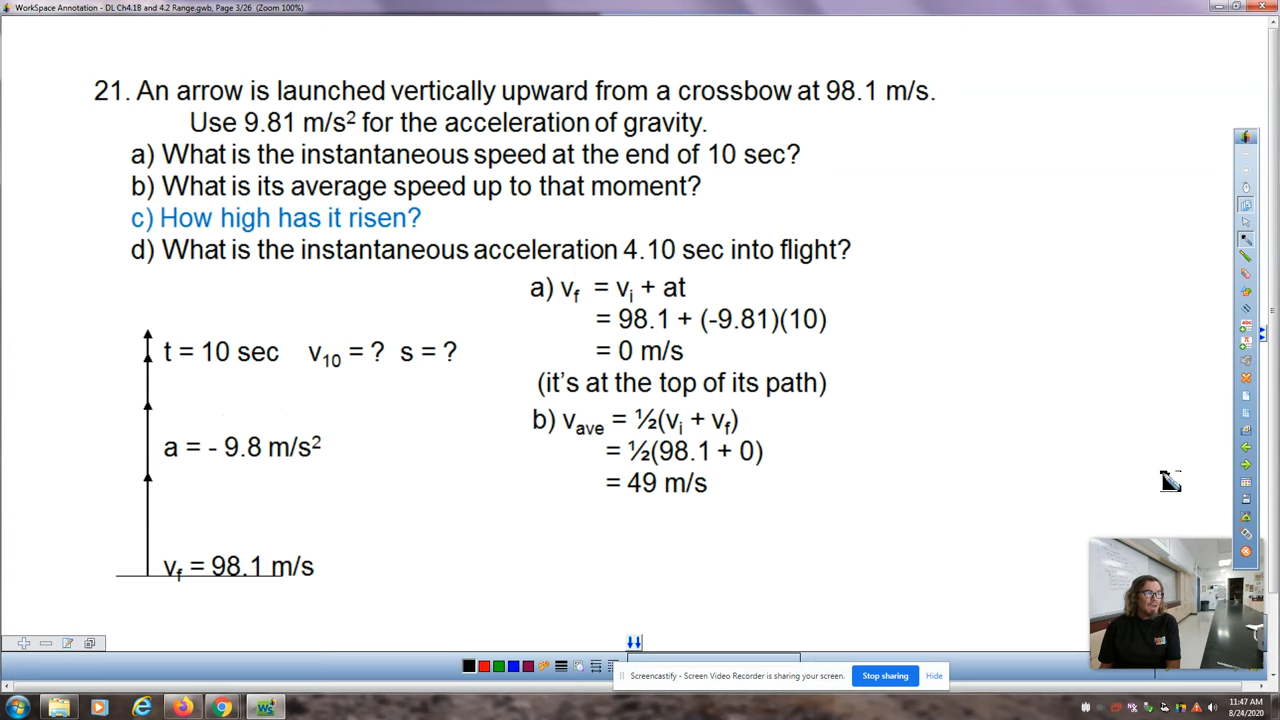 WorkSpace Annotation - DL Ch4.1B and 4.2 Range.gwb, Page 3/26 (Zoom 100%)
21. An arrow is launched vertically upward from a crossbow at 98.1 m/s.
Use 9.81 m/s² for the acceleration of gravity.
a) What is the instantaneous speed at the end of 10 sec?
b) What is its average speed up to that moment?
c) How high has it risen?
d) What is the instantaneous acceleration 4.10 sec into flight?
a) vf = vi + at
= 98.1 + (-9.81)(10)
= 0 m/s
(it's at the top of its path)
b) vave = ½(vi + vf)
= ½(98.1 + 0)
= 49 m/s
t = 10 sec v10 = ? s = ?
a = - 9.8 m/s²
vf = 98.1 m/s
Screencastify - Screen Video Recorder is sharing your screen. Stop sharing Hide
11:47 AM
8/24/2020